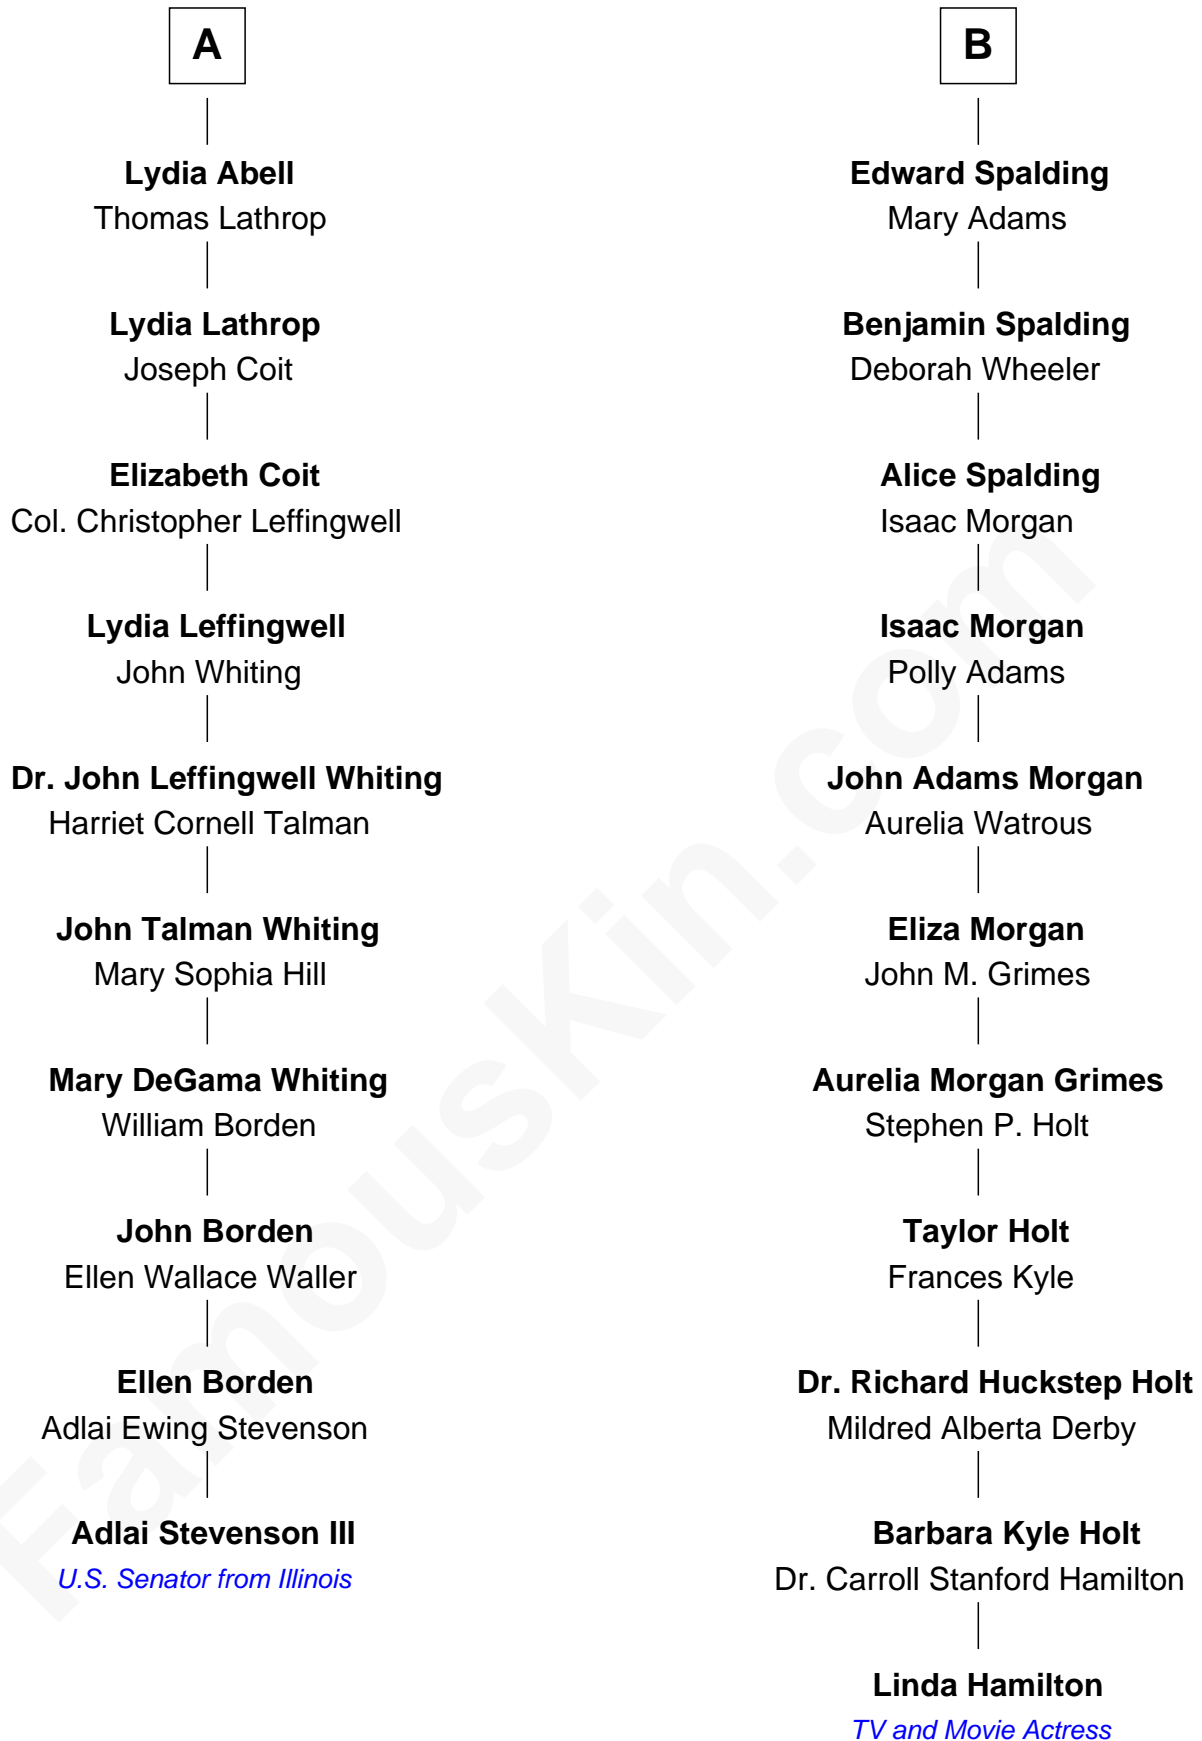 A
Lydia Abell
Thomas Lathrop
Lydia Lathrop
Joseph Coit
Elizabeth Coit
Col. Christopher Leffingwell
Lydia Leffingwell
John Whiting
Dr. John Leffingwell Whiting
Harriet Cornell Talman
John Talman Whiting
Mary Sophia Hill
Mary DeGama Whiting
William Borden
John Borden
Ellen Wallace Waller
Ellen Borden
Adlai Ewing Stevenson
Adlai Stevenson III
U.S. Senator from Illinois
B
Edward Spalding
Mary Adams
Benjamin Spalding
Deborah Wheeler
Alice Spalding
Isaac Morgan
Isaac Morgan
Polly Adams
John Adams Morgan
Aurelia Watrous
Eliza Morgan
John M. Grimes
Aurelia Morgan Grimes
Stephen P. Holt
Taylor Holt
Frances Kyle
Dr. Richard Huckstep Holt
Mildred Alberta Derby
Barbara Kyle Holt
Dr. Carroll Stanford Hamilton
Linda Hamilton
TV and Movie Actress
FamousKin.com